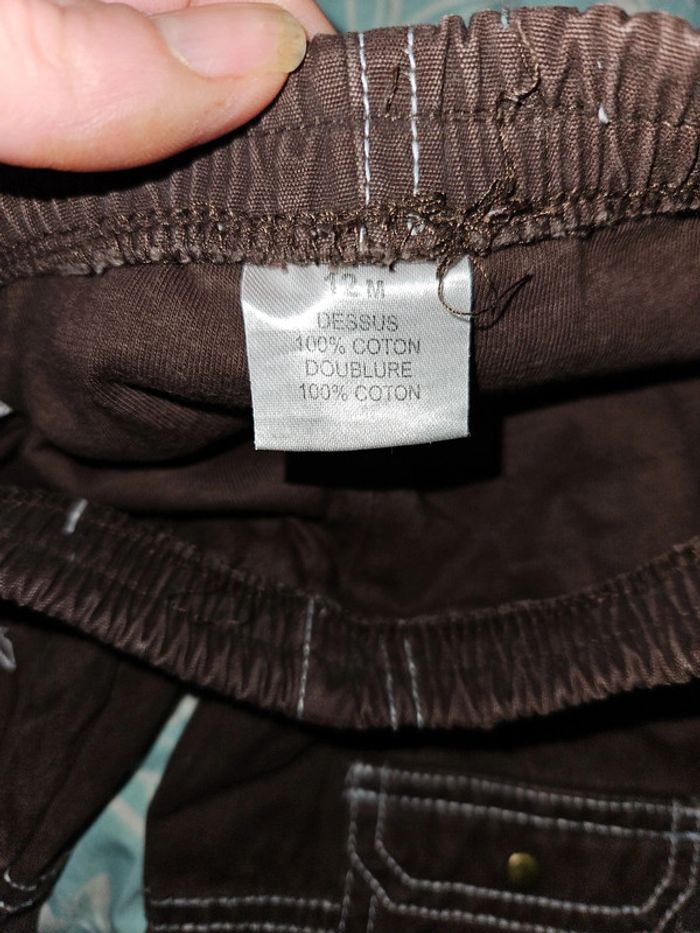 12 M
DESSUS
100% COTON
DOUBLURE
100% COTON